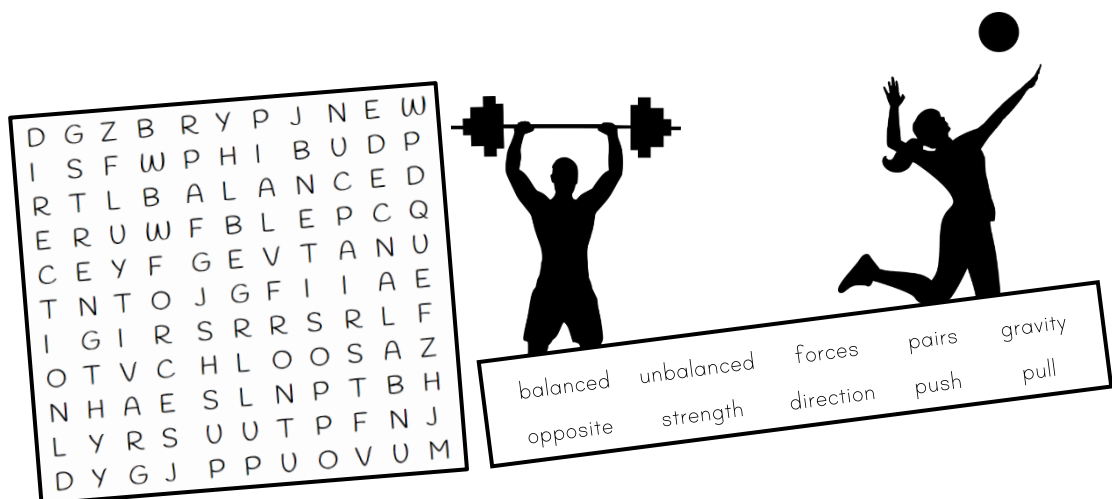 D G Z B R Y P J N E W
I S F W P H I B U D P
R T L B A L A N C E D
E R U W F B L E P C Q
C E Y F G E V T A N U
T N T O J G F I I A E
I G I R S R R S R L F
O T V C H L O O S A Z
N H A E S L N P T B H
L Y R S U U T P F N J
D Y G J P P U O V U M
balanced unbalanced forces pairs gravity
opposite strength direction push pull